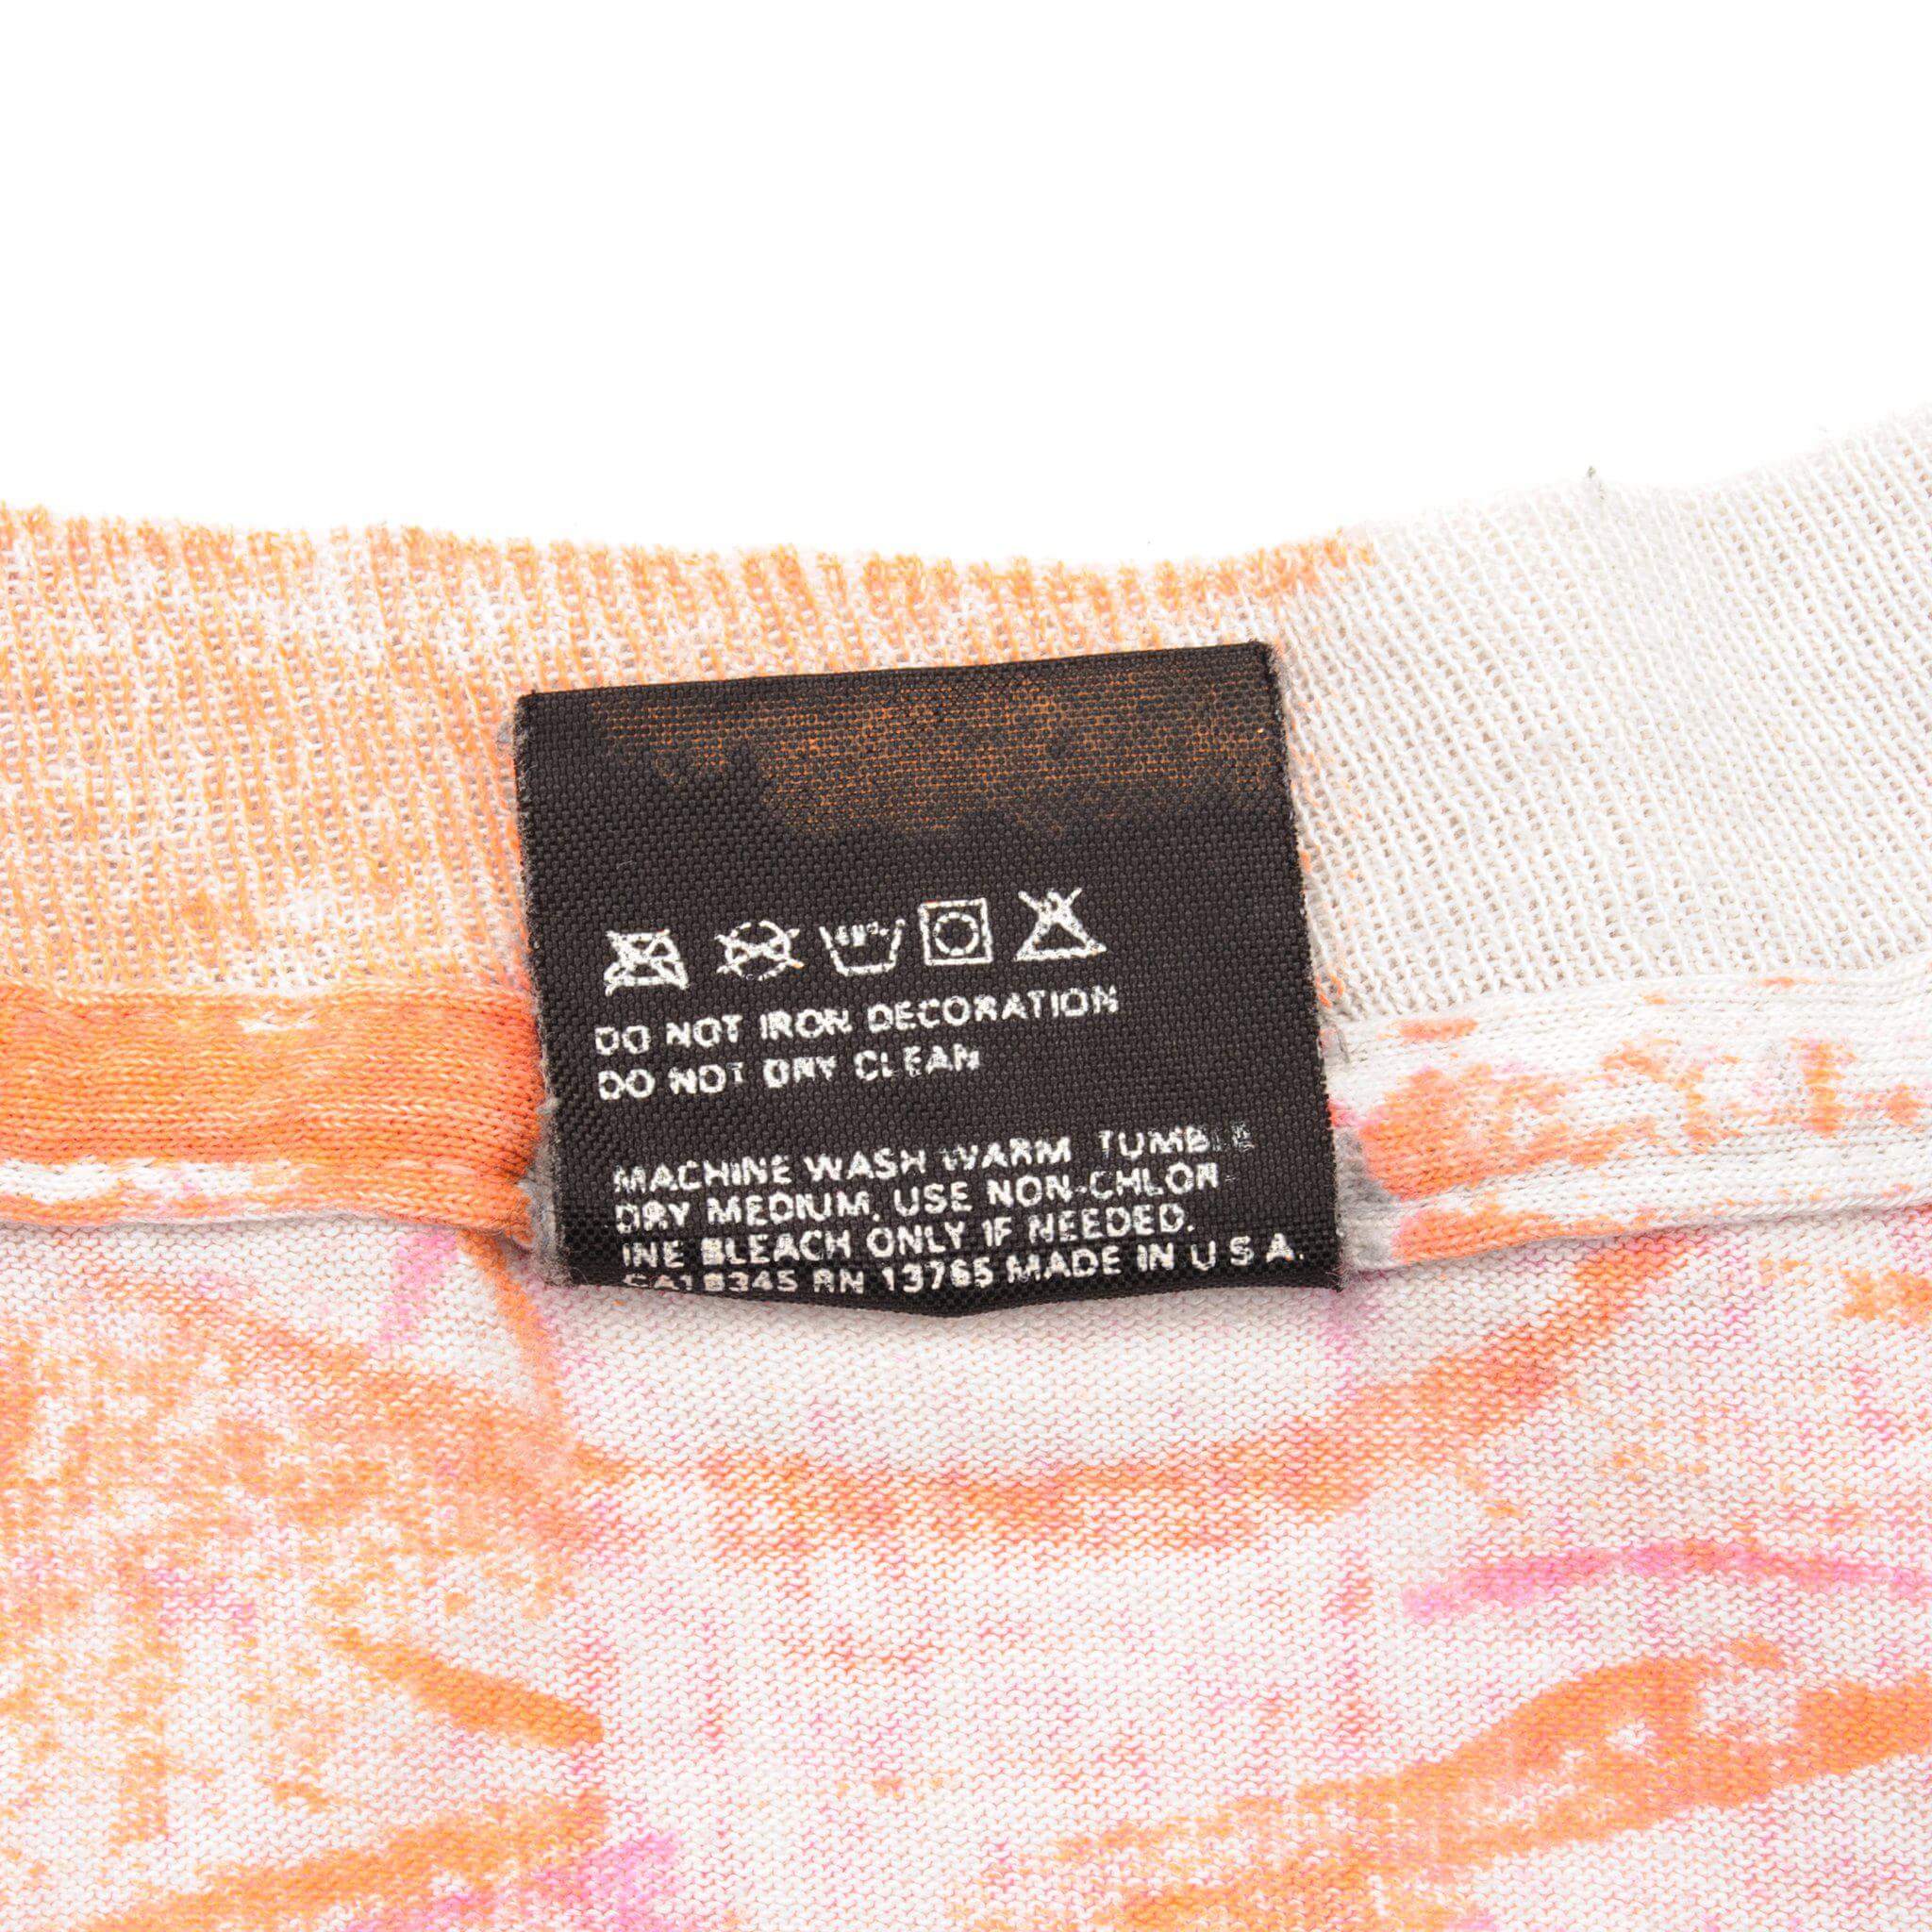 DO NOT IRON DECORATION
DO NOT DRY CLEAN
MACHINE WASH WARM TUMBLE
DRY MEDIUM. USE NON-CHLOR-
INE BLEACH ONLY IF NEEDED.
CA18345 RN 13765 MADE IN U S A.